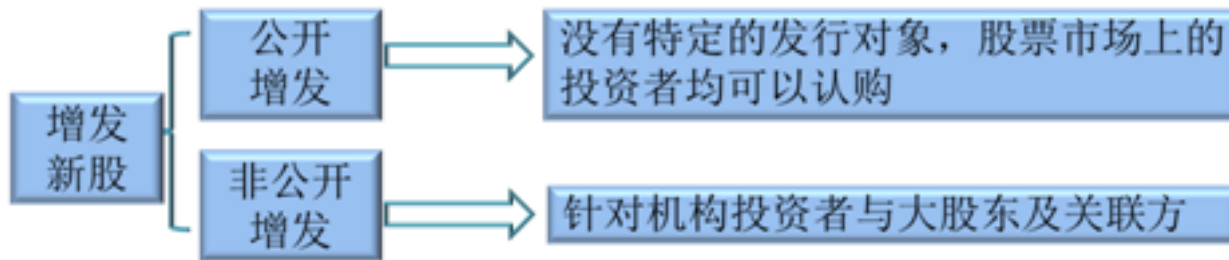 增发
新股
公开
增发
没有特定的发行对象，股票市场上的
投资者均可以认购
非公开
增发
针对机构投资者与大股东及关联方